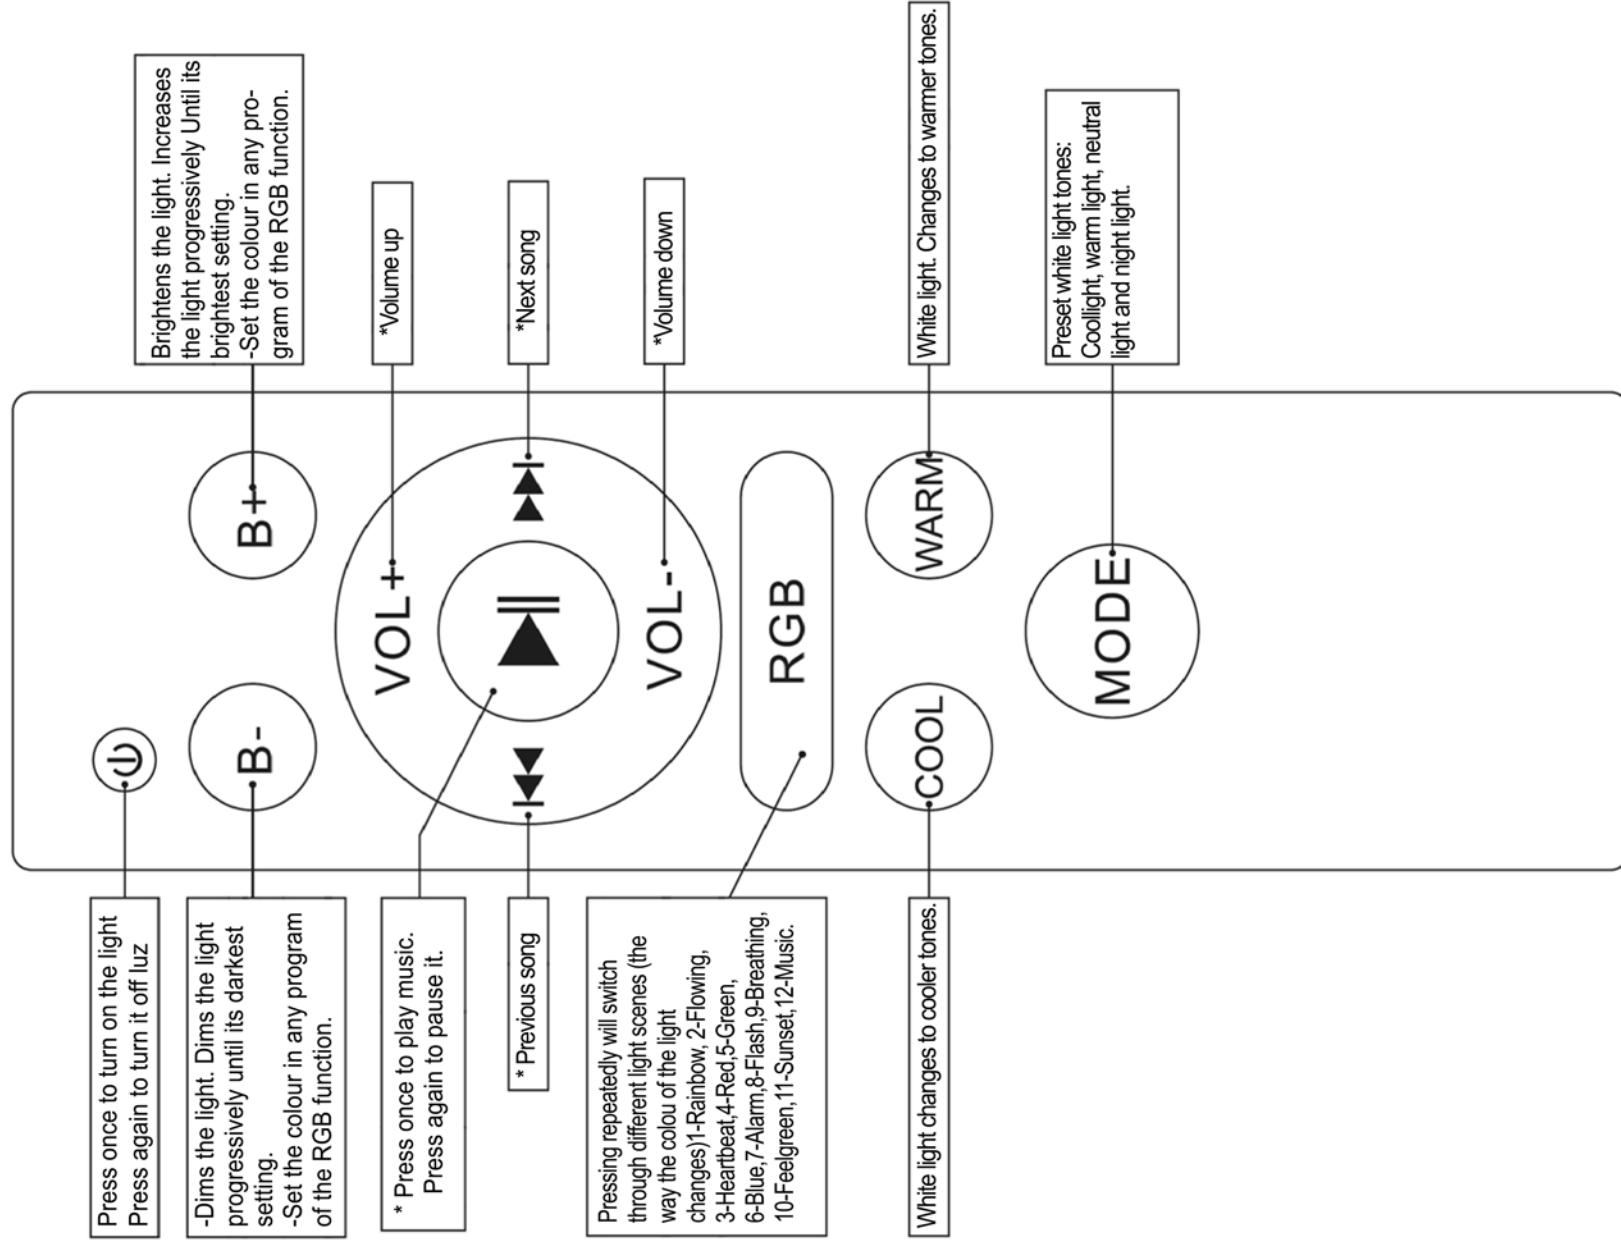 Press once to turn on the light
Press again to turn it off luz
-Dims the light. Dims the light
progressively until its darkest
setting.
-Set the colour in any program
of the RGB function.
B-
B+
Brightens the light. Increases
the light progressively Until its
brightest setting.
-Set the colour in any pro-
gram of the RGB function.
VOL+
*Volume up
* Press once to play music.
Press again to pause it.
* Previous song
*Next song
VOL-
*Volume down
Pressing repeatedly will switch
through different light scenes (the
way the colou of the light
changes)1-Rainbow, 2-Flowing,
3-Heartbeat,4-Red,5-Green,
6-Blue,7-Alarm,8-Flash,9-Breathing,
10-Feelgreen,11-Sunset,12-Music.
RGB
White light changes to cooler tones.
COOL
WARM
White light. Changes to warmer tones.
MODE
Preset white light tones:
Coollight, warm light, neutral
light and night light.